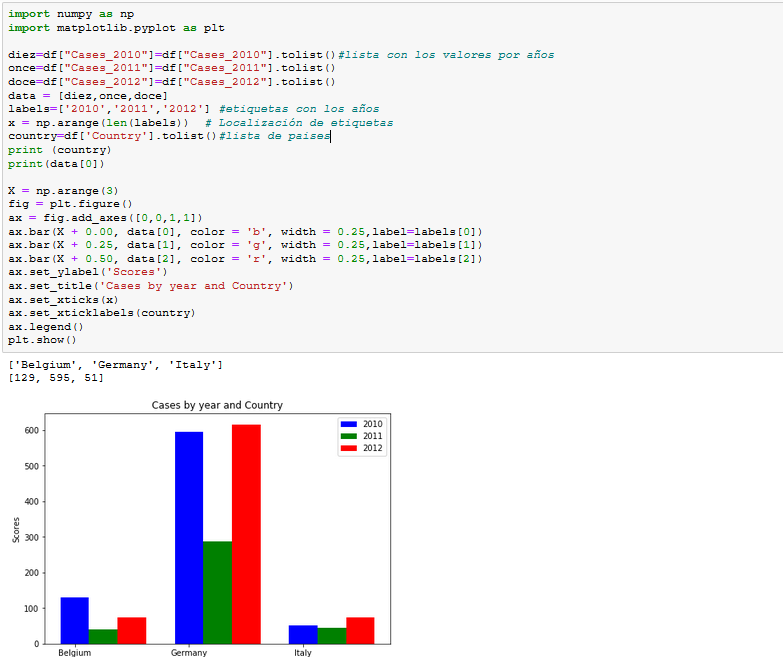 import numpy as np
import matplotlib.pyplot as plt
diez=df["Cases_2010"]=df["Cases_2010"].tolist()#lista con los valores por años
once=df["Cases_2011"]=df["Cases_2011"].tolist()
doce=df["Cases_2012"]=df["Cases_2012"].tolist()
data = [diez,once,doce]
labels=['2010','2011','2012'] #etiquetas con los años
x = np.arange(len(labels))  # Localización de etiquetas
country=df['Country'].tolist()#lista de paises
print (country)
print(data[0])
X = np.arange(3)
fig = plt.figure()
ax = fig.add_axes([0,0,1,1])
ax.bar(X + 0.00, data[0], color = 'b', width = 0.25,label=labels[0])
ax.bar(X + 0.25, data[1], color = 'g', width = 0.25,label=labels[1])
ax.bar(X + 0.50, data[2], color = 'r', width = 0.25,label=labels[2])
ax.set_ylabel('Scores')
ax.set_title('Cases by year and Country')
ax.set_xticks(x)
ax.set_xticklabels(country)
ax.legend()
plt.show()
['Belgium', 'Germany', 'Italy']
[129, 595, 51]
Cases by year and Country
2010
2011
2012
600
500
400
300
200
100
0
Scores
Belgium Germany Italy